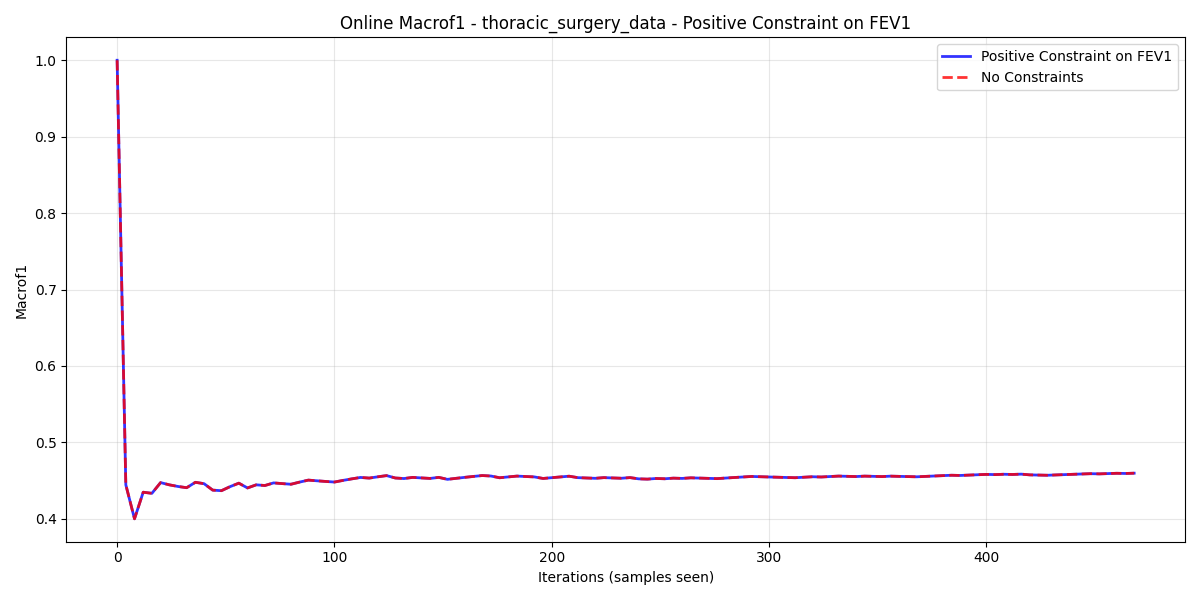 Online Macrof1 - thoracic_surgery_data - Positive Constraint on FEV1
Positive Constraint on FEV1
No Constraints
Macrof1
1.0
0.9
0.8
0.7
0.6
0.5
0.4
0 100 200 300 400
Iterations (samples seen)